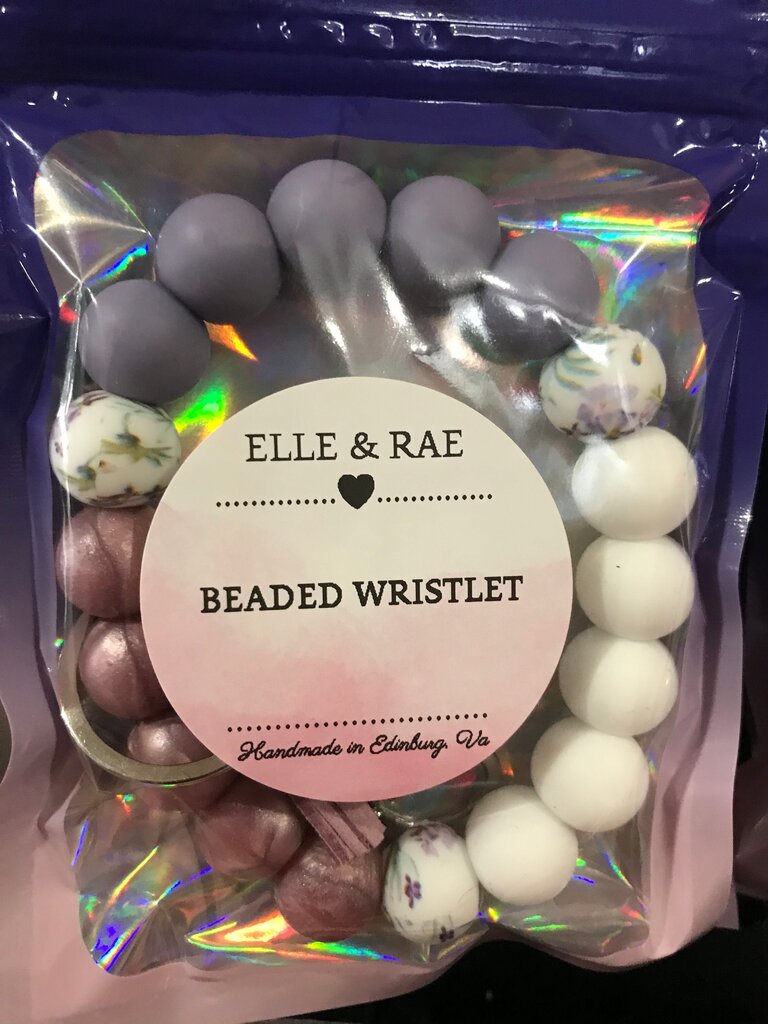 ELLE & RAE
BEADED WRISTLET
Handmade in Edinburg, Va